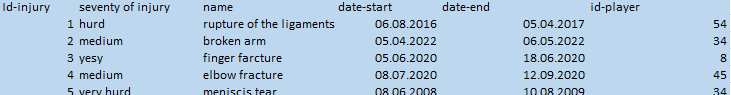 Id-injury seventy of injury name date-start date-end id-player
1 hurd rupture of the ligaments 06.08.2016 05.04.2017 54
2 medium broken arm 05.04.2022 06.05.2022 34
3 yesy finger farcture 05.06.2020 18.06.2020 8
4 medium elbow fracture 08.07.2020 12.09.2020 45
5 very hurd meniscis tear 08.06.2008 10.08.2009 34